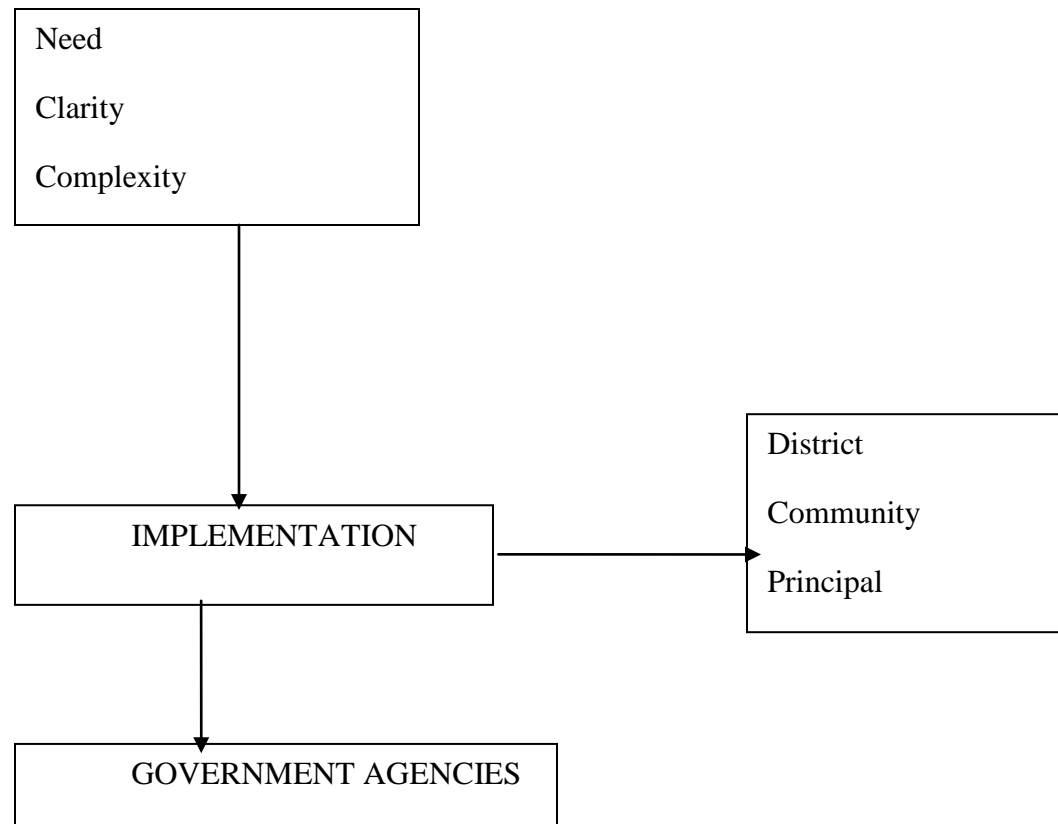 Need
Clarity
Complexity
District
Community
Principal
IMPLEMENTATION
GOVERNMENT AGENCIES